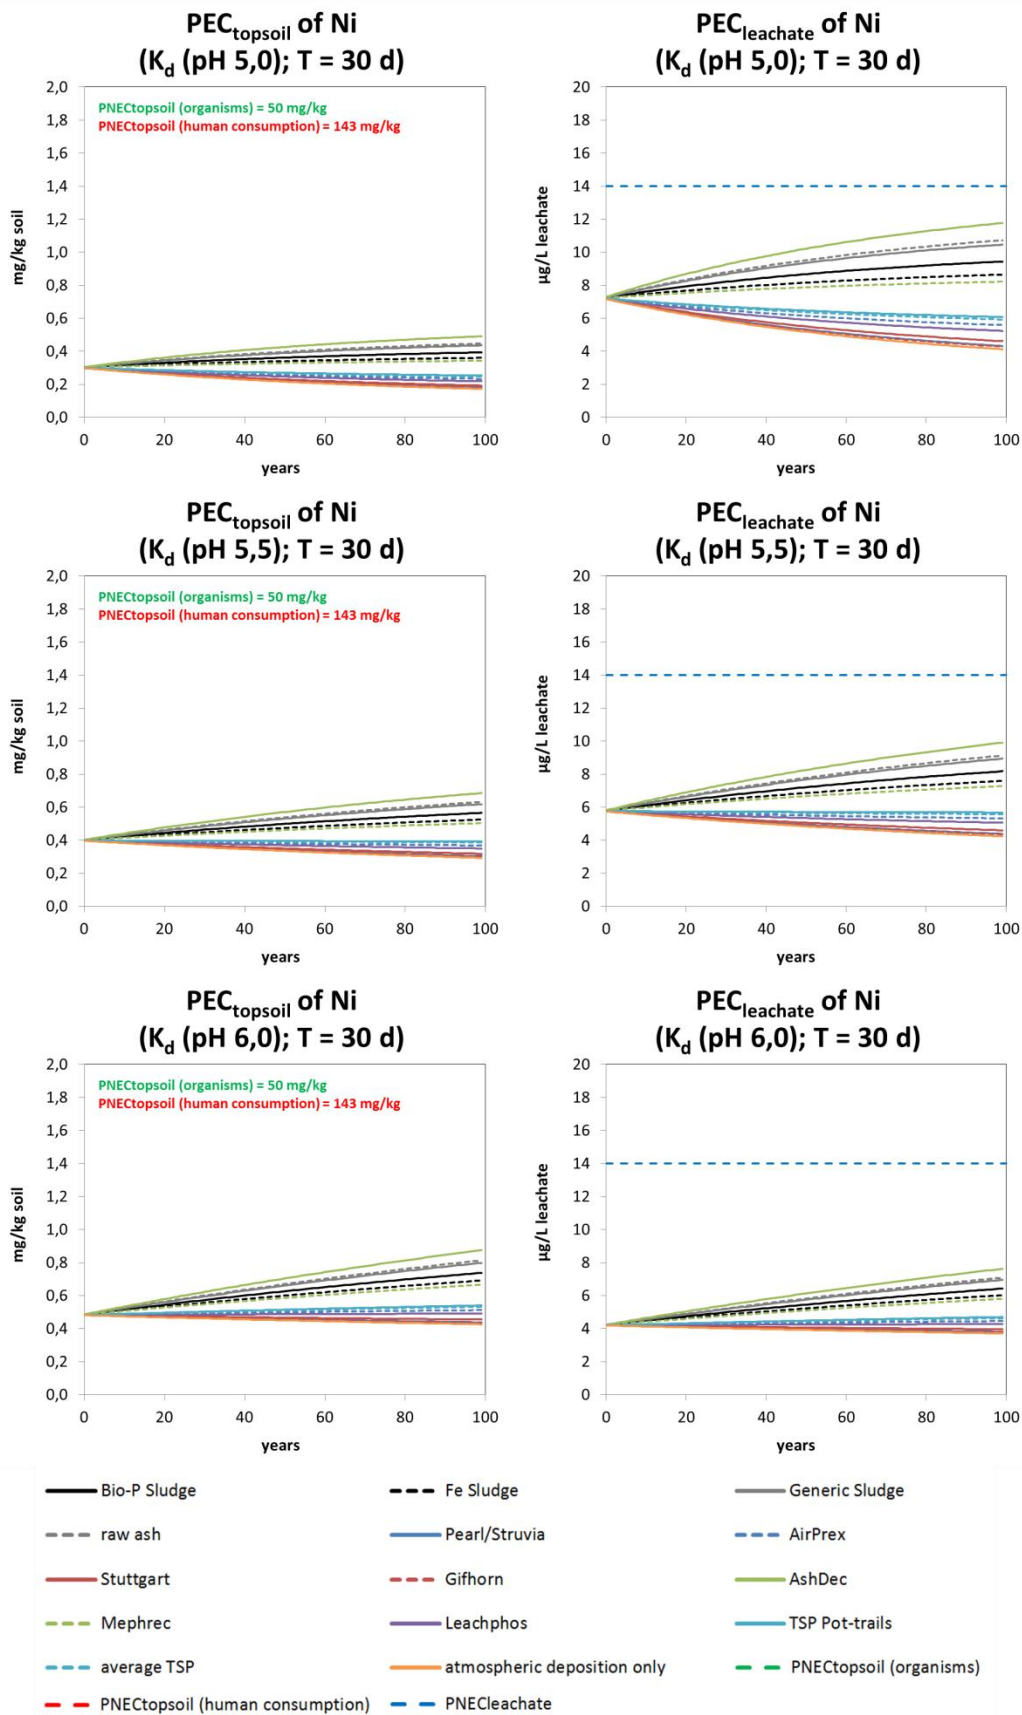 PECtopsoil of Ni
(Kd (pH 5,0); T = 30 d)
2,0
1,8
1,6
1,4
1,2
1,0
0,8
0,6
0,4
0,2
0,0
mg/kg soil
PNECtopsoil (organisms) = 50 mg/kg
PNECtopsoil (human consumption) = 143 mg/kg
0 20 40 60 80 100
years
PECleachate of Ni
(Kd (pH 5,0); T = 30 d)
20
18
16
14
12
10
8
6
4
2
0
µg/L leachate
0 20 40 60 80 100
years
PECtopsoil of Ni
(Kd (pH 5,5); T = 30 d)
2,0
1,8
1,6
1,4
1,2
1,0
0,8
0,6
0,4
0,2
0,0
mg/kg soil
PNECtopsoil (organisms) = 50 mg/kg
PNECtopsoil (human consumption) = 143 mg/kg
0 20 40 60 80 100
years
PECleachate of Ni
(Kd (pH 5,5); T = 30 d)
20
18
16
14
12
10
8
6
4
2
0
µg/L leachate
0 20 40 60 80 100
years
PECtopsoil of Ni
(Kd (pH 6,0); T = 30 d)
2,0
1,8
1,6
1,4
1,2
1,0
0,8
0,6
0,4
0,2
0,0
mg/kg soil
PNECtopsoil (organisms) = 50 mg/kg
PNECtopsoil (human consumption) = 143 mg/kg
0 20 40 60 80 100
years
PECleachate of Ni
(Kd (pH 6,0); T = 30 d)
20
18
16
14
12
10
8
6
4
2
0
µg/L leachate
0 20 40 60 80 100
years
Bio-P Sludge Fe Sludge Generic Sludge
raw ash Pearl/Struvia AirPrex
Stuttgart Gifhorn AshDec
Mephrec Leachphos TSP Pot-trails
average TSP atmospheric deposition only PNECtopsoil (organisms)
PNECtopsoil (human consumption) PNECleachate